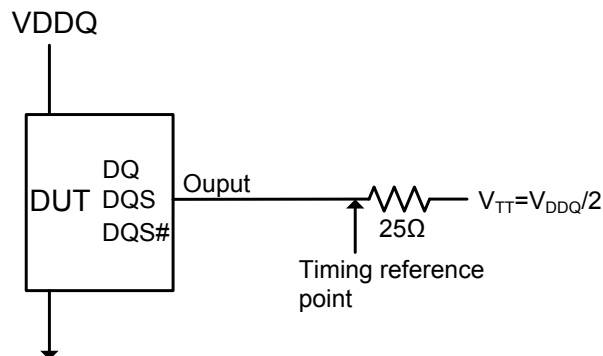 VDDQ
DUT
DQ
DQS
DQS#
Ouput
25Ω
VTT=VDDQ/2
Timing reference
point